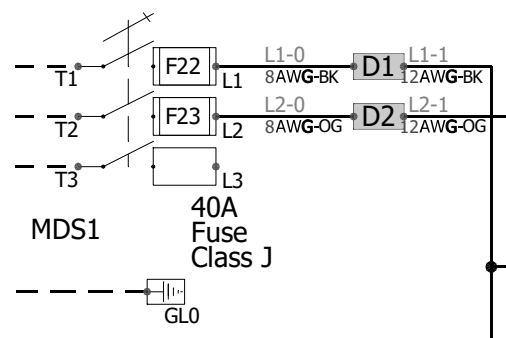 L1-0 L1-1
F22 D1
T1 L1 8AWG-BK 12AWG-BK
L2-0 L2-1
F23 D2
T2 L2 8AWG-OG 12AWG-OG
T3 L3
40A
MDS1 Fuse
Class J
GL0